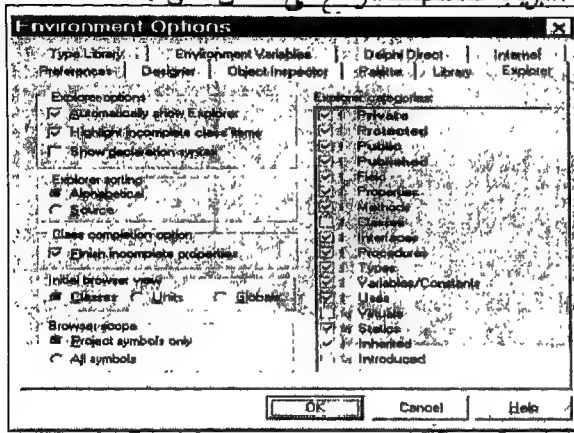 Environment Options
Type Library
Environment Variables
Delphi Direct
Internet
Preferences
Designer
Object Inspector
Palette
Library
Explorer
Explorer options
Automatically show Explorer
Highlight incomplete class items
Show declaration syntax
Explorer sorting
Alphabetical
Source
Class completion option
Finish incomplete properties
Initial browser view
Classes
Units
Globals
Browser scope
Project symbols only
All symbols
Explorer categories:
Private
Protected
Public
Published
Field
Properties
Methods
Classes
Interfaces
Procedures
Types
Variables/Constants
Uses
Virtuals
Statics
Inherited
Introduced
OK
Cancel
Help